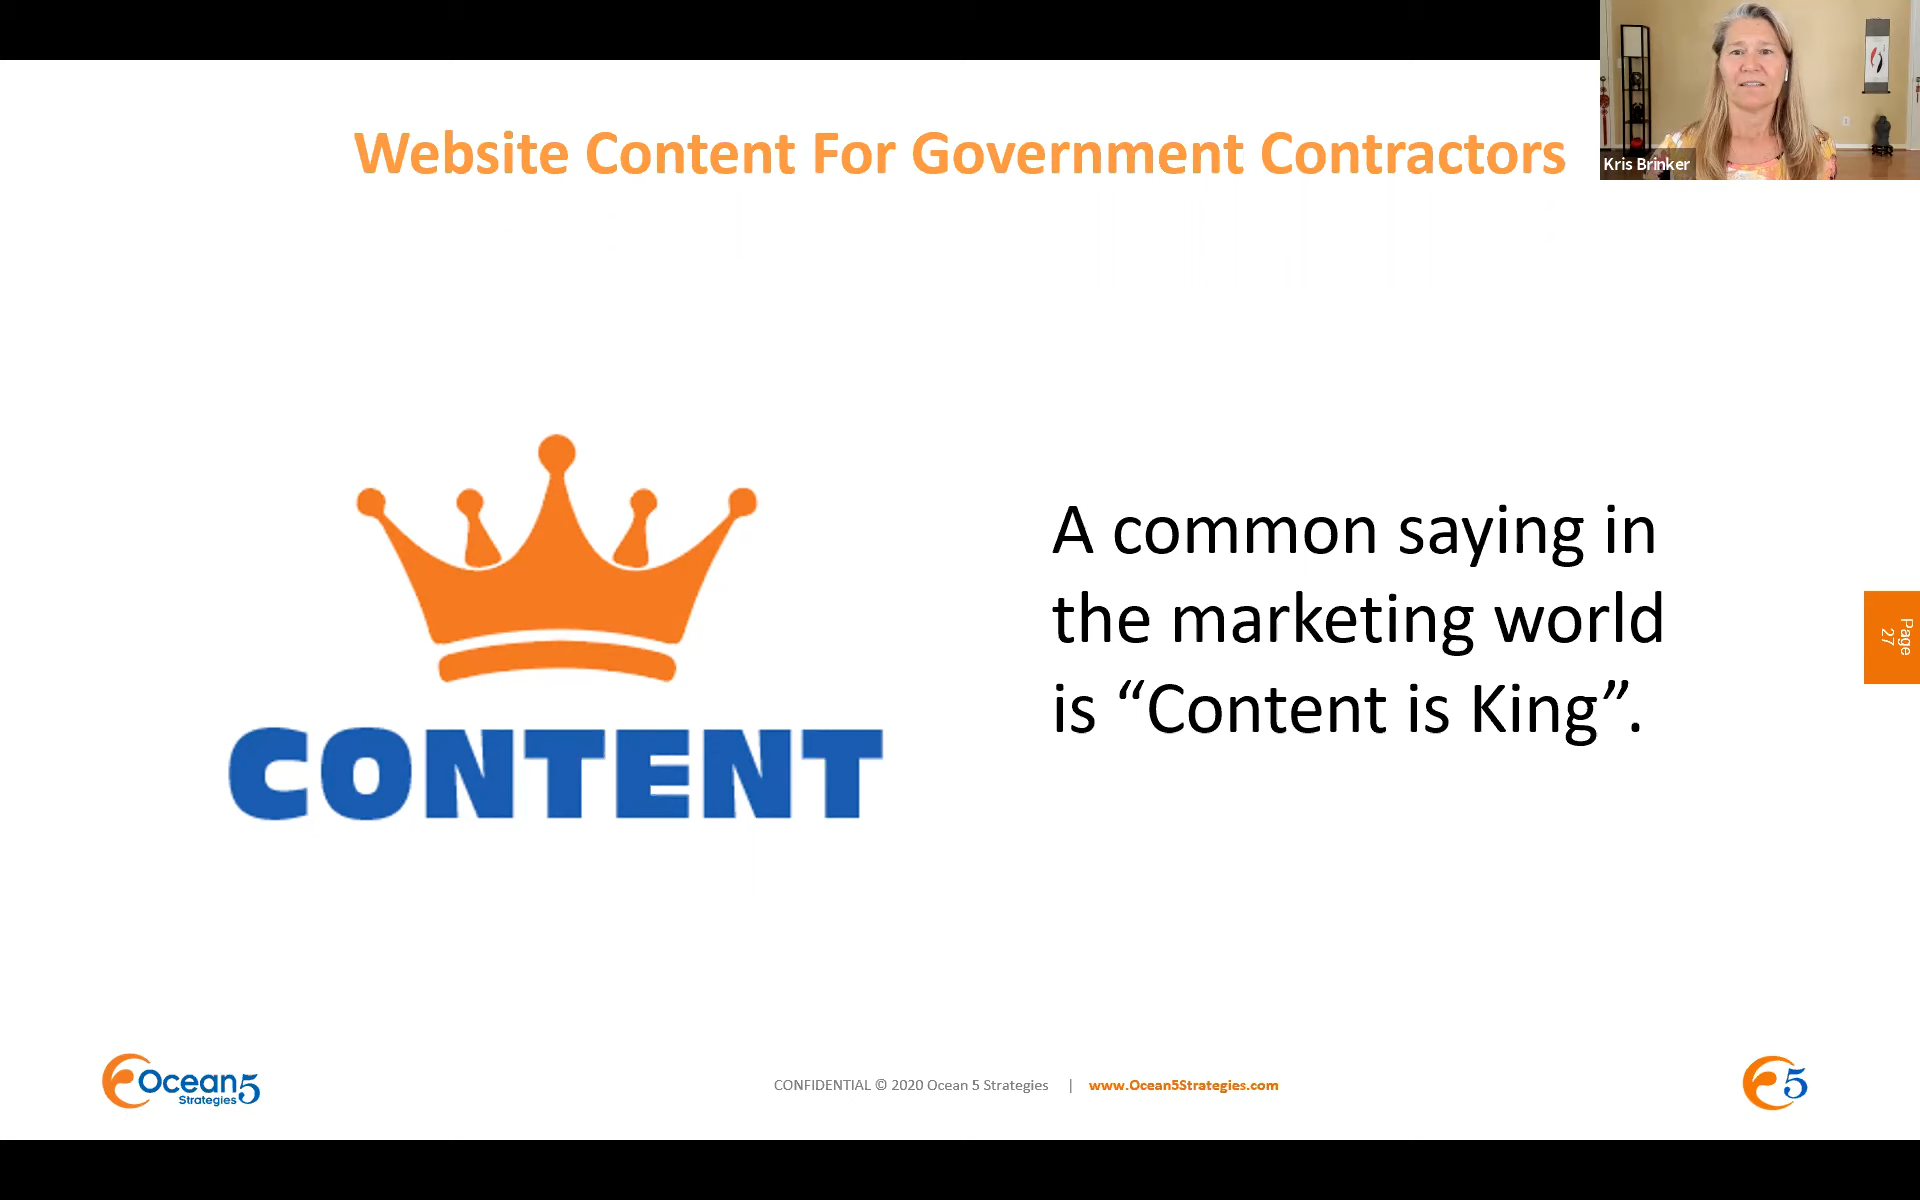 Website Content For Government Contractors
Kris Brinker
A common saying in
the marketing world
is “Content is King”.
CONTENT
Page
27
Ocean5
Strategies
CONFIDENTIAL © 2020 Ocean 5 Strategies | www.Ocean5Strategies.com
5